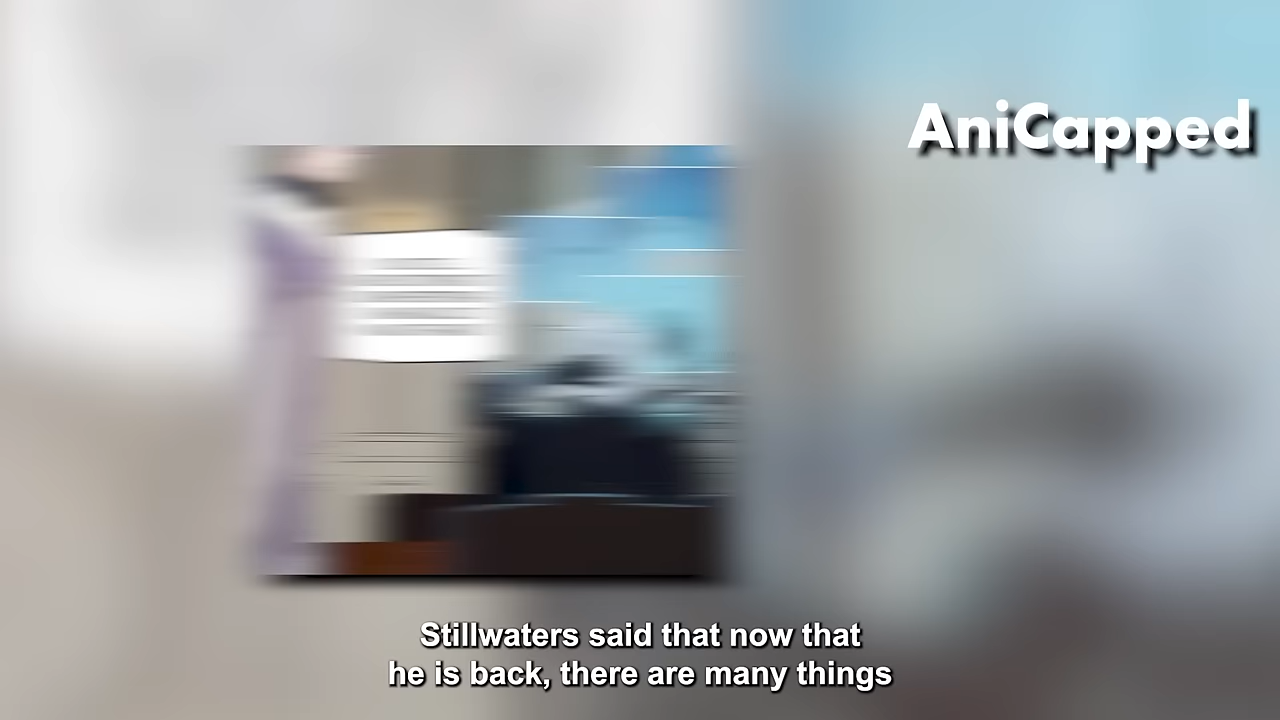 AniCapped
Stillwaters said that now that
he is back, there are many things